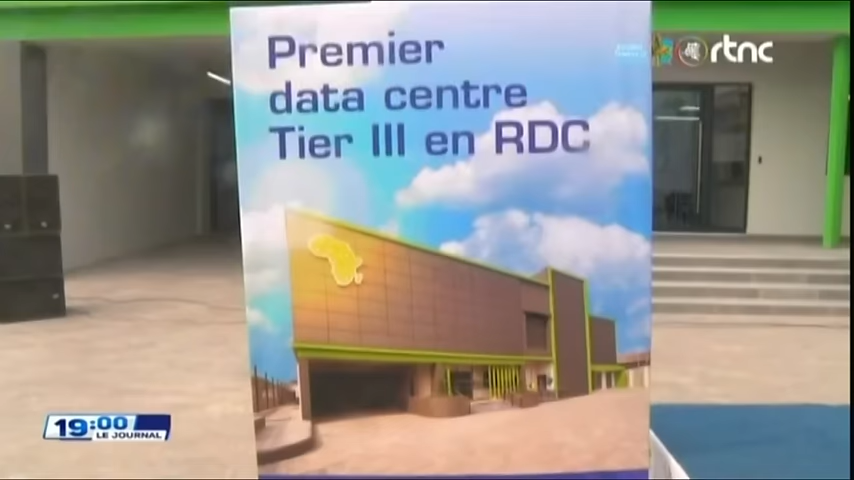 Premier
data centre
Tier III en RDC
rtnc
19:00
LE JOURNAL